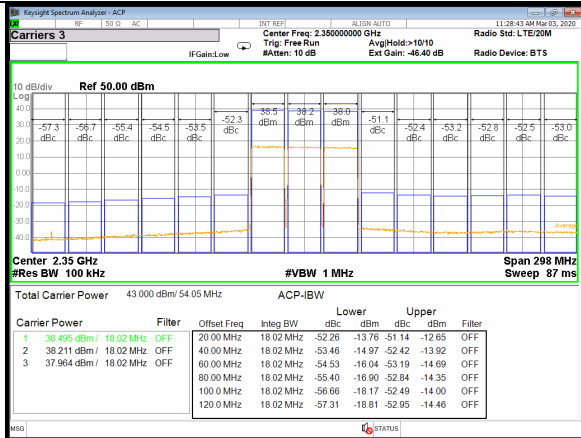 Keysight Spectrum Analyzer - ACP
RF 50 Ω AC INT REF ALIGN AUTO 11:28:43 AM Mar 03, 2020
Carriers 3 Center Freq: 2.350000000 GHz Radio Std: LTE/20M
Trig: Free Run Avg|Hold:>10/10
IFGain:Low #Atten: 10 dB Ext Gain: -46.40 dB Radio Device: BTS
10 dB/div Ref 50.00 dBm
Log
40.0
30.0
20.0
10.0
0.00
-10.0
-20.0
-30.0
-40.0
-57.3 dBc
-56.7 dBc
-55.4 dBc
-54.5 dBc
-53.5 dBc
-52.3 dBc
38.5 dBm
38.2 dBm
38.0 dBm
-51.1 dBc
-52.4 dBc
-53.2 dBc
-52.8 dBc
-52.5 dBc
-53.0 dBc
Average
Center 2.35 GHz Span 298 MHz
#Res BW 100 kHz #VBW 1 MHz Sweep 87 ms
Total Carrier Power 43.000 dBm/ 54.05 MHz ACP-IBW
Lower Upper
Carrier Power Filter Offset Freq Integ BW dBc dBm dBc dBm Filter
1 38.495 dBm / 18.02 MHz OFF
2 38.211 dBm / 18.02 MHz OFF
3 37.964 dBm / 18.02 MHz OFF
20.00 MHz 18.02 MHz -52.26 -13.76 -51.14 -12.65 OFF
40.00 MHz 18.02 MHz -53.46 -14.97 -52.42 -13.92 OFF
60.00 MHz 18.02 MHz -54.53 -16.04 -53.19 -14.69 OFF
80.00 MHz 18.02 MHz -55.40 -16.90 -52.84 -14.35 OFF
100.0 MHz 18.02 MHz -56.66 -18.17 -52.49 -14.00 OFF
120.0 MHz 18.02 MHz -57.31 -18.81 -52.95 -14.46 OFF
MSG STATUS